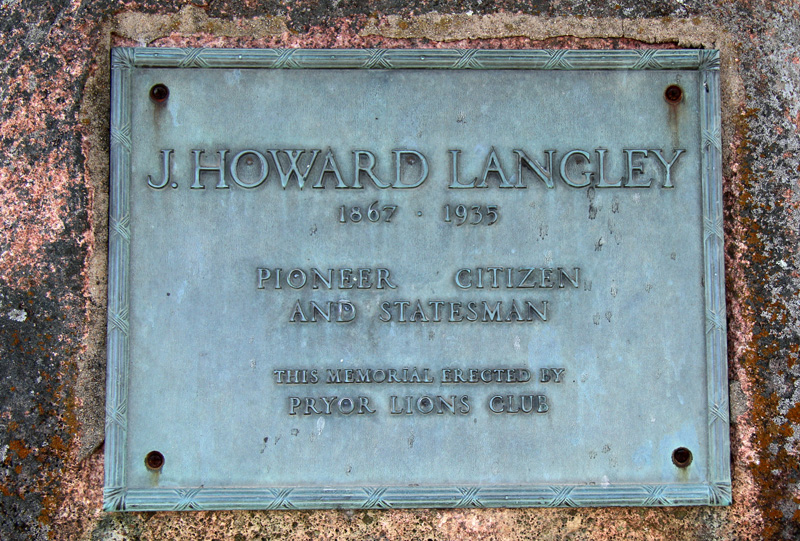 J. HOWARD LANGLEY
1867 · 1935
PIONEER CITIZEN
AND STATESMAN
THIS MEMORIAL ERECTED BY
PRYOR LIONS CLUB